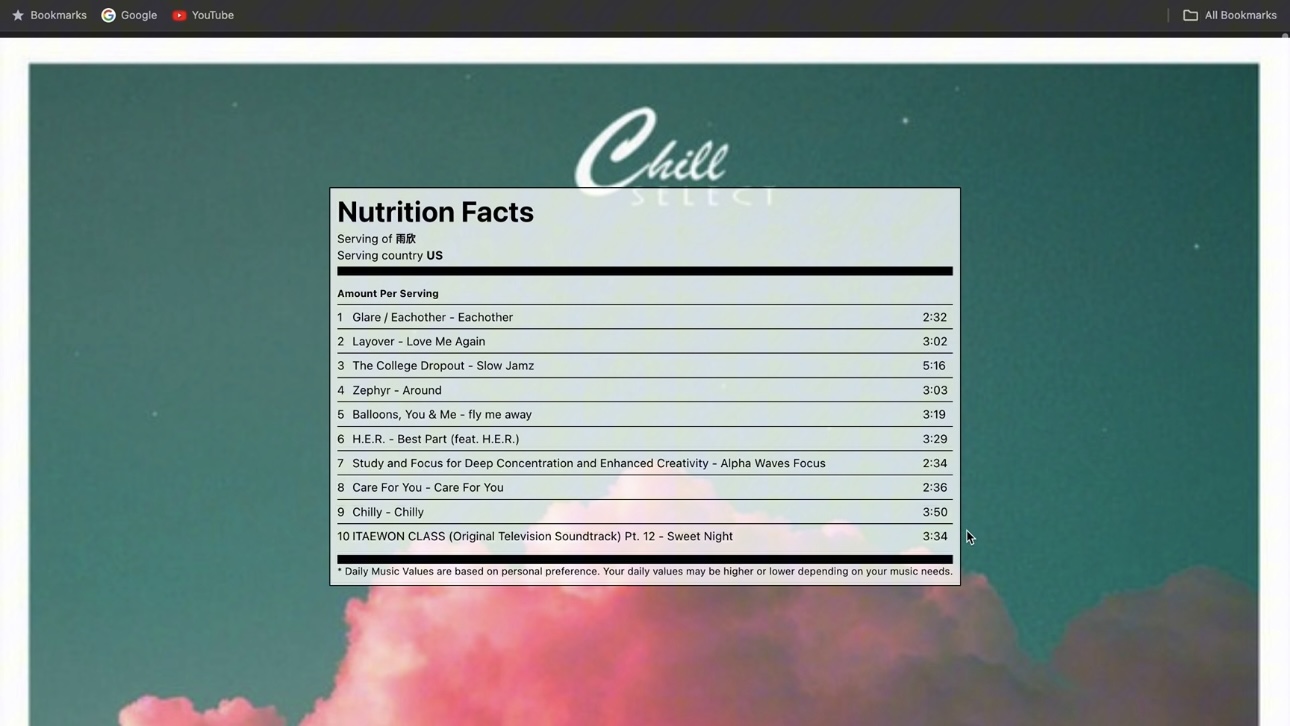 Bookmarks Google YouTube All Bookmarks
Chill
SELECT
Nutrition Facts
Serving of 雨欣
Serving country US
Amount Per Serving
1 Glare / Eachother - Eachother 2:32
2 Layover - Love Me Again 3:02
3 The College Dropout - Slow Jamz 5:16
4 Zephyr - Around 3:03
5 Balloons, You & Me - fly me away 3:19
6 H.E.R. - Best Part (feat. H.E.R.) 3:29
7 Study and Focus for Deep Concentration and Enhanced Creativity - Alpha Waves Focus 2:34
8 Care For You - Care For You 2:36
9 Chilly - Chilly 3:50
10 ITAEWON CLASS (Original Television Soundtrack) Pt. 12 - Sweet Night 3:34
* Daily Music Values are based on personal preference. Your daily values may be higher or lower depending on your music needs.